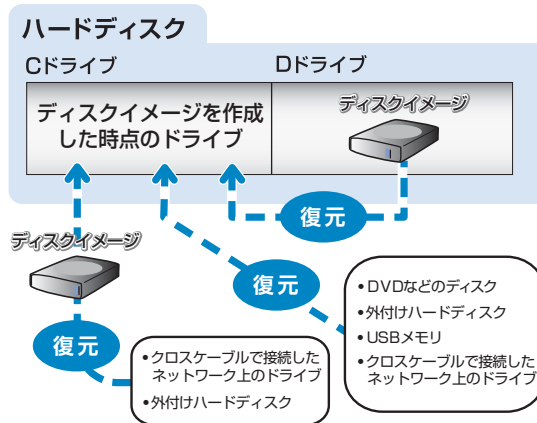 ハードディスク
Cドライブ
Dドライブ
ディスクイメージを作成
した時点のドライブ
ディスクイメージ
復元
ディスクイメージ
復元
•DVDなどのディスク
•外付けハードディスク
•USBメモリ
•クロスケーブルで接続した
ネットワーク上のドライブ
復元
•クロスケーブルで接続した
ネットワーク上のドライブ
•外付けハードディスク